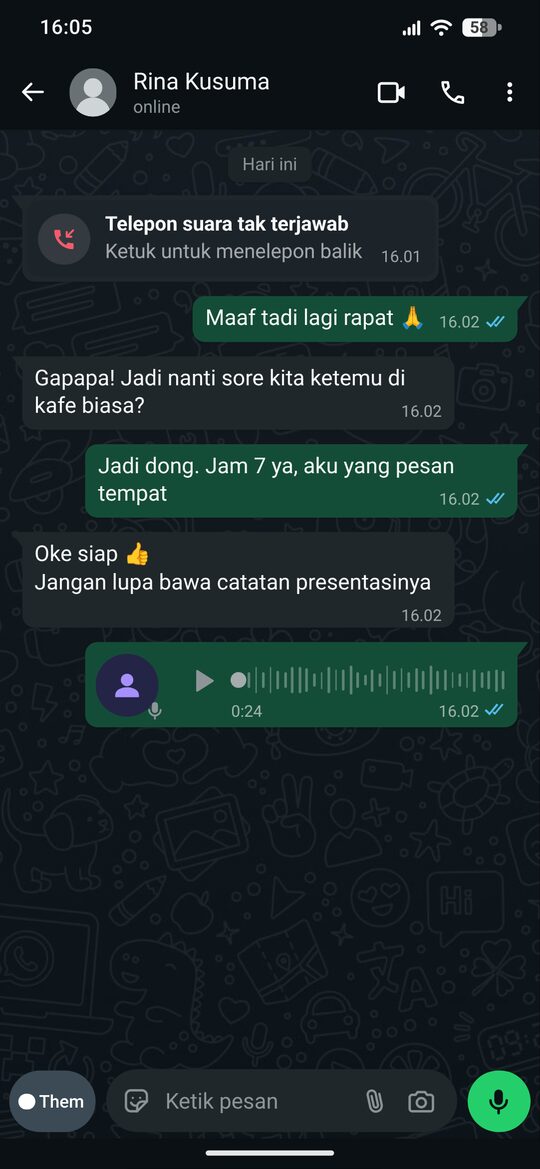 16:05
58
Rina Kusuma
online
Hari ini
Telepon suara tak terjawab
Ketuk untuk menelepon balik 16.01
Maaf tadi lagi rapat 🙏 16.02
Gapapa! Jadi nanti sore kita ketemu di
kafe biasa? 16.02
Jadi dong. Jam 7 ya, aku yang pesan
tempat 16.02
Oke siap 👍
Jangan lupa bawa catatan presentasinya
16.02
0:24 16.02
Hi
Them
Ketik pesan